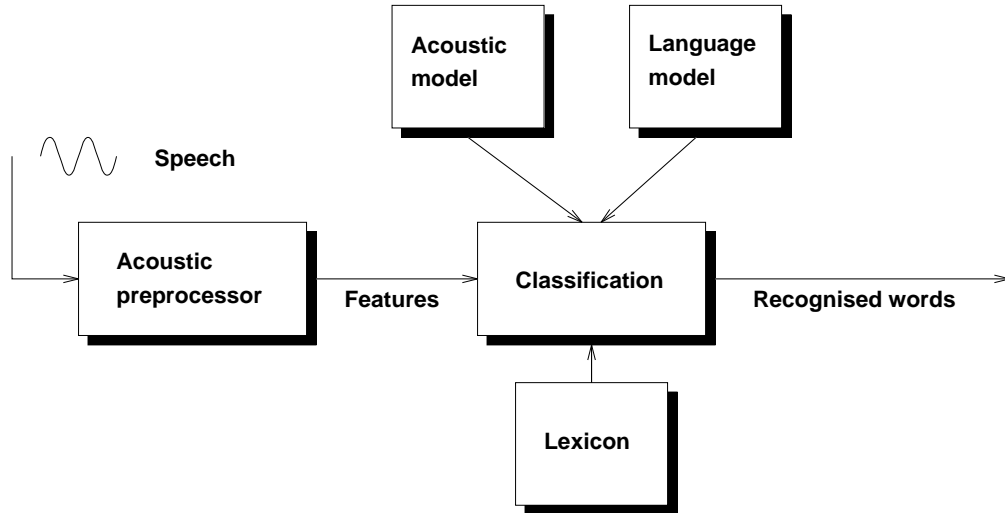 Acoustic
model
Language
model
Speech
Acoustic
preprocessor
Features
Classification
Recognised words
Lexicon